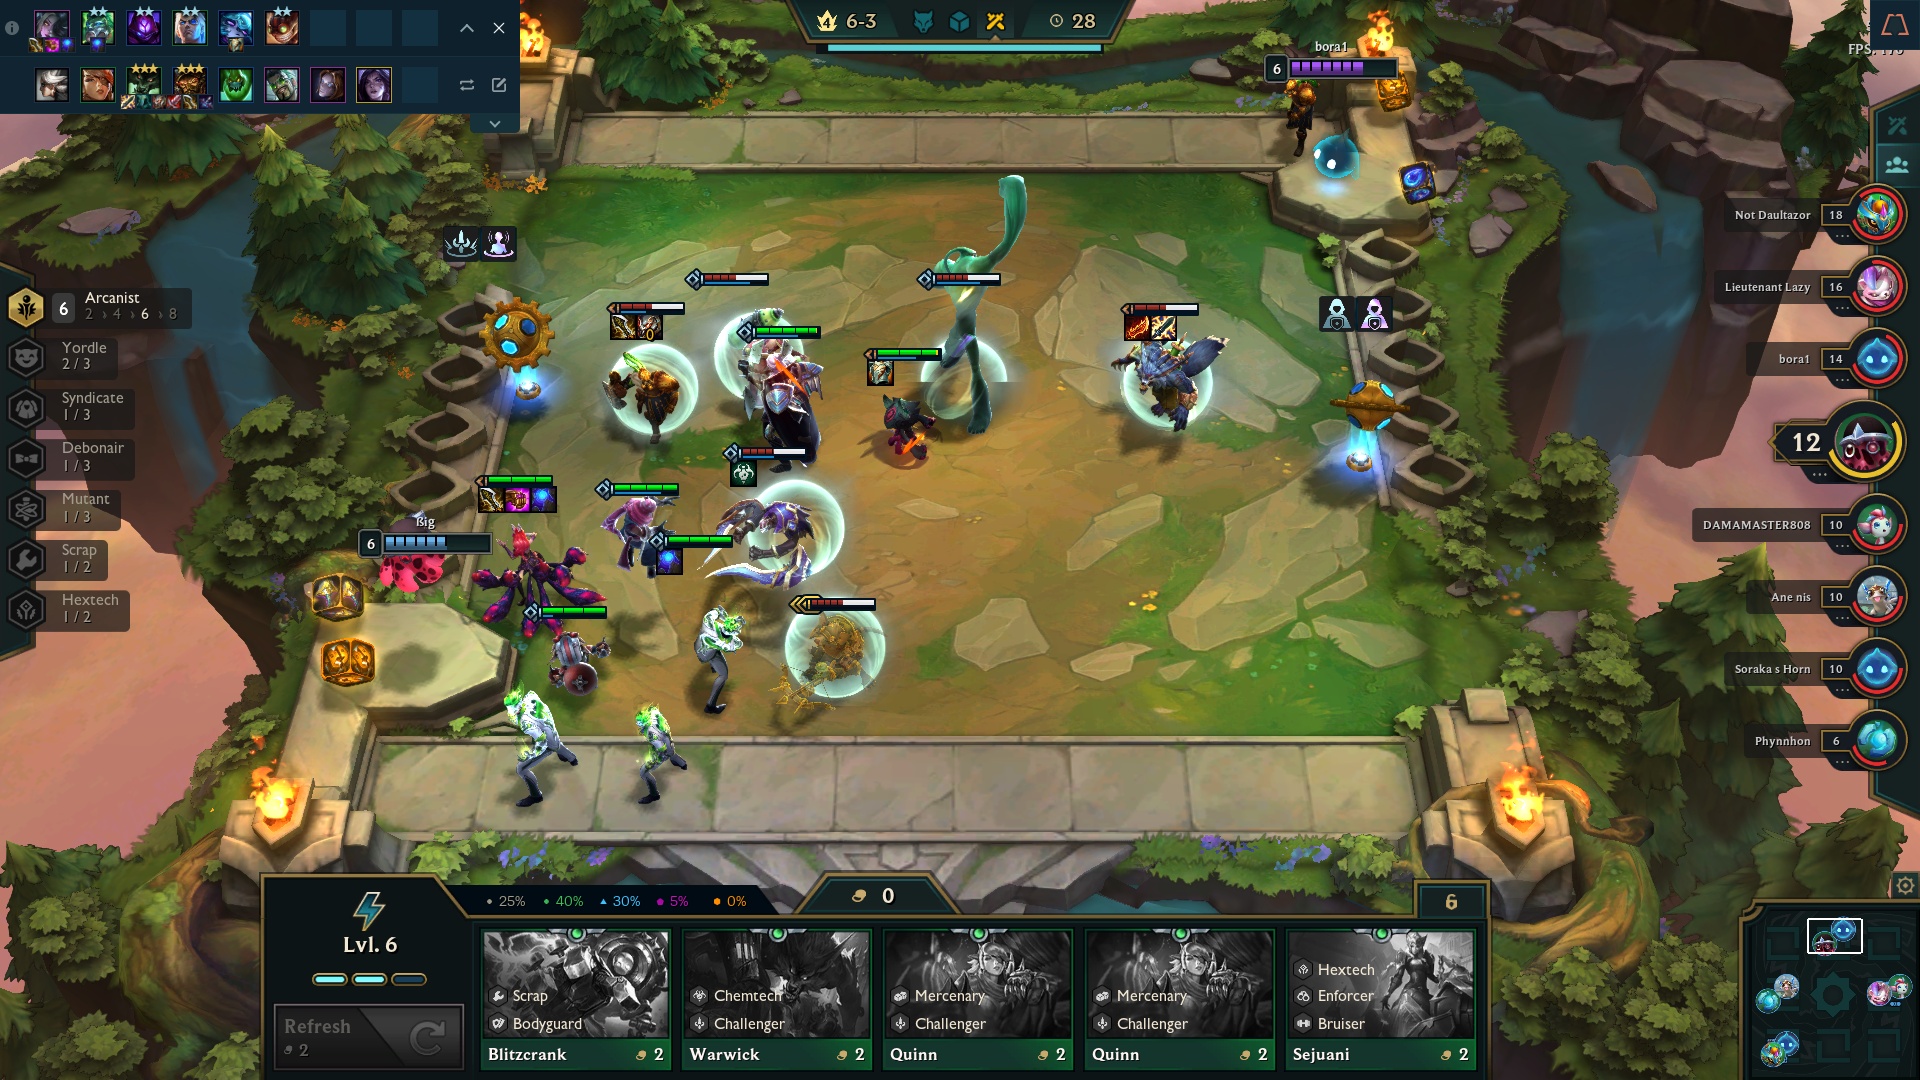 4
6-3
28
FPS:
bora1
6
Not Daultazor
18
Lieutenant Lazy
16
bora1
14
12
DAMAMASTER808
10
Ane nis
10
Soraka s Horn
10
Phynnhon
6
6
Arcanist
2 › 4 › 6 › 8
Yordle
2 / 3
Syndicate
1 / 3
Debonair
1 / 3
Mutant
1 / 3
Scrap
1 / 2
Hextech
1 / 2
0
Big
6
25%
40%
30%
5%
0%
0
6
Lvl. 6
Refresh
2
Scrap
Bodyguard
Blitzcrank
2
Chemtech
Challenger
Warwick
2
Mercenary
Challenger
Quinn
2
Mercenary
Challenger
Quinn
2
Hextech
Enforcer
Bruiser
Sejuani
2